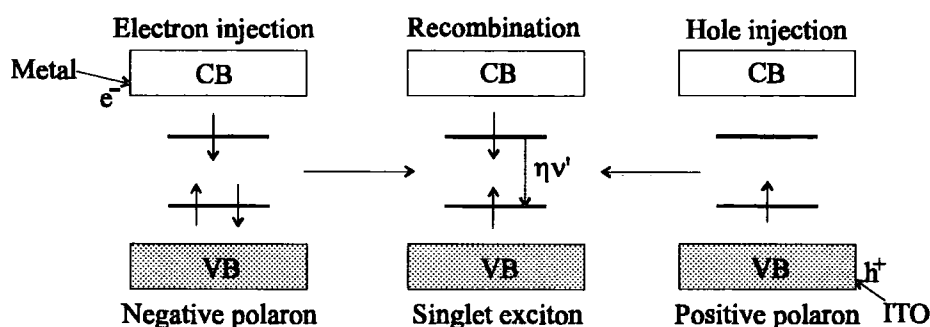 Electron injection Recombination Hole injection
Metal CB CB CB
e⁻
ην'
VB VB VB h⁺
Negative polaron Singlet exciton Positive polaron ITO